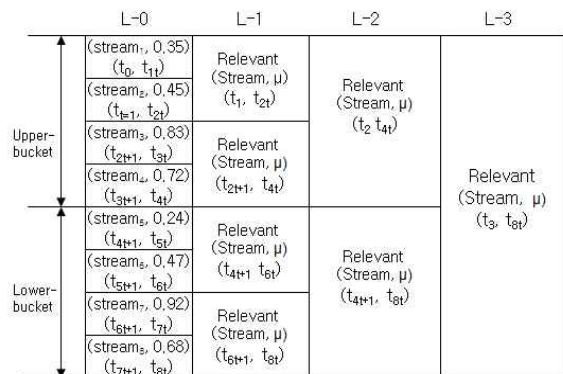 L-0 L-1 L-2 L-3
Upper-
bucket
Lower-
bucket
(stream₁, 0.35)
(t₀, t₁ₜ)
(stream₂, 0.45)
(tₜ₌₁, t₂ₜ)
(stream₃, 0.83)
(t₂ₜ₊₁, t₃ₜ)
(stream₄, 0.72)
(t₃ₜ₊₁, t₄ₜ)
(stream₅, 0.24)
(t₄ₜ₊₁, t₅ₜ)
(stream₆, 0.47)
(t₅ₜ₊₁, t₆ₜ)
(stream₇, 0.92)
(t₆ₜ₊₁, t₇ₜ)
(stream₈, 0.68)
(t₇ₜ₊₁, t₈ₜ)
Relevant
(Stream, μ)
(t₁, t₂ₜ)
Relevant
(Stream, μ)
(t₂ₜ₊₁, t₄ₜ)
Relevant
(Stream, μ)
(t₄ₜ₊₁ t₆ₜ)
Relevant
(Stream, μ)
(t₆ₜ₊₁, t₈ₜ)
Relevant
(Stream, μ)
(t₂ t₄ₜ)
Relevant
(Stream, μ)
(t₄ₜ₊₁, t₈ₜ)
Relevant
(Stream, μ)
(t₃, t₈ₜ)